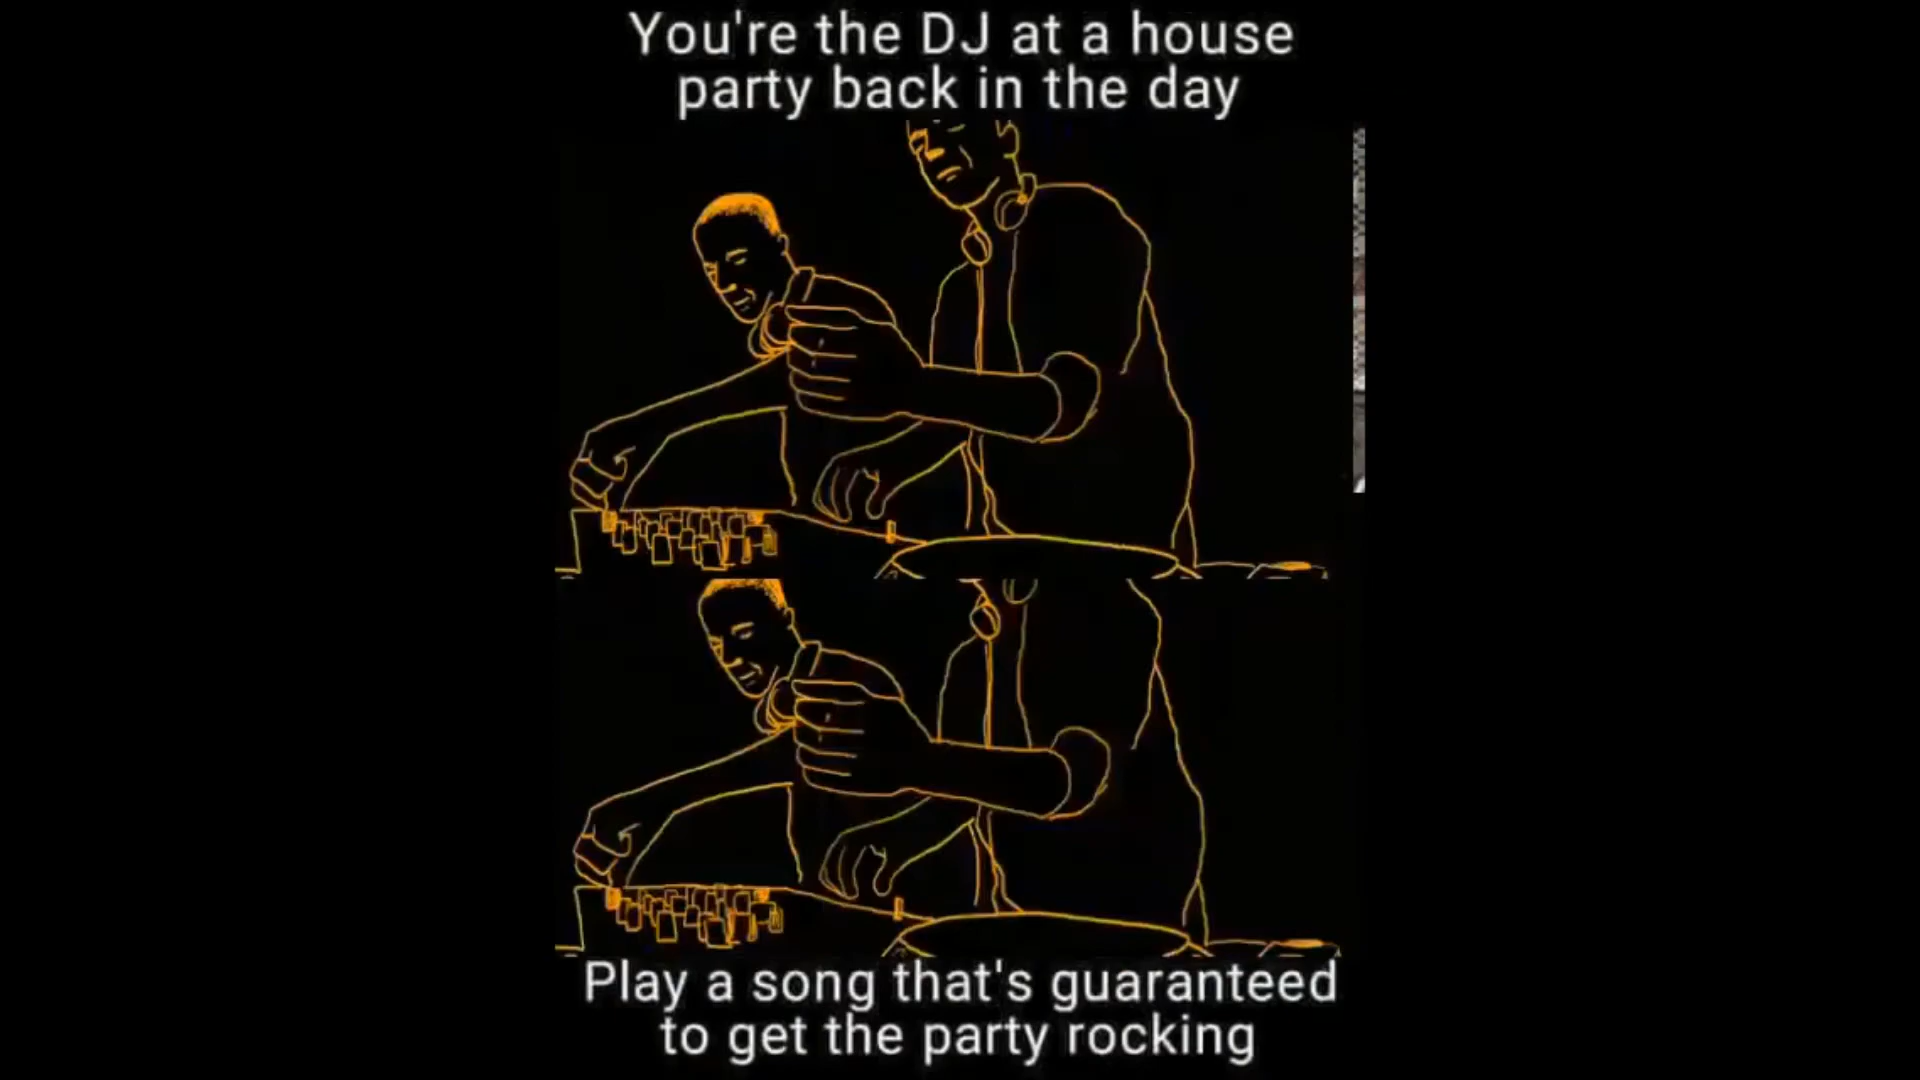 You're the DJ at a house
party back in the day
Play a song that's guaranteed
to get the party rocking